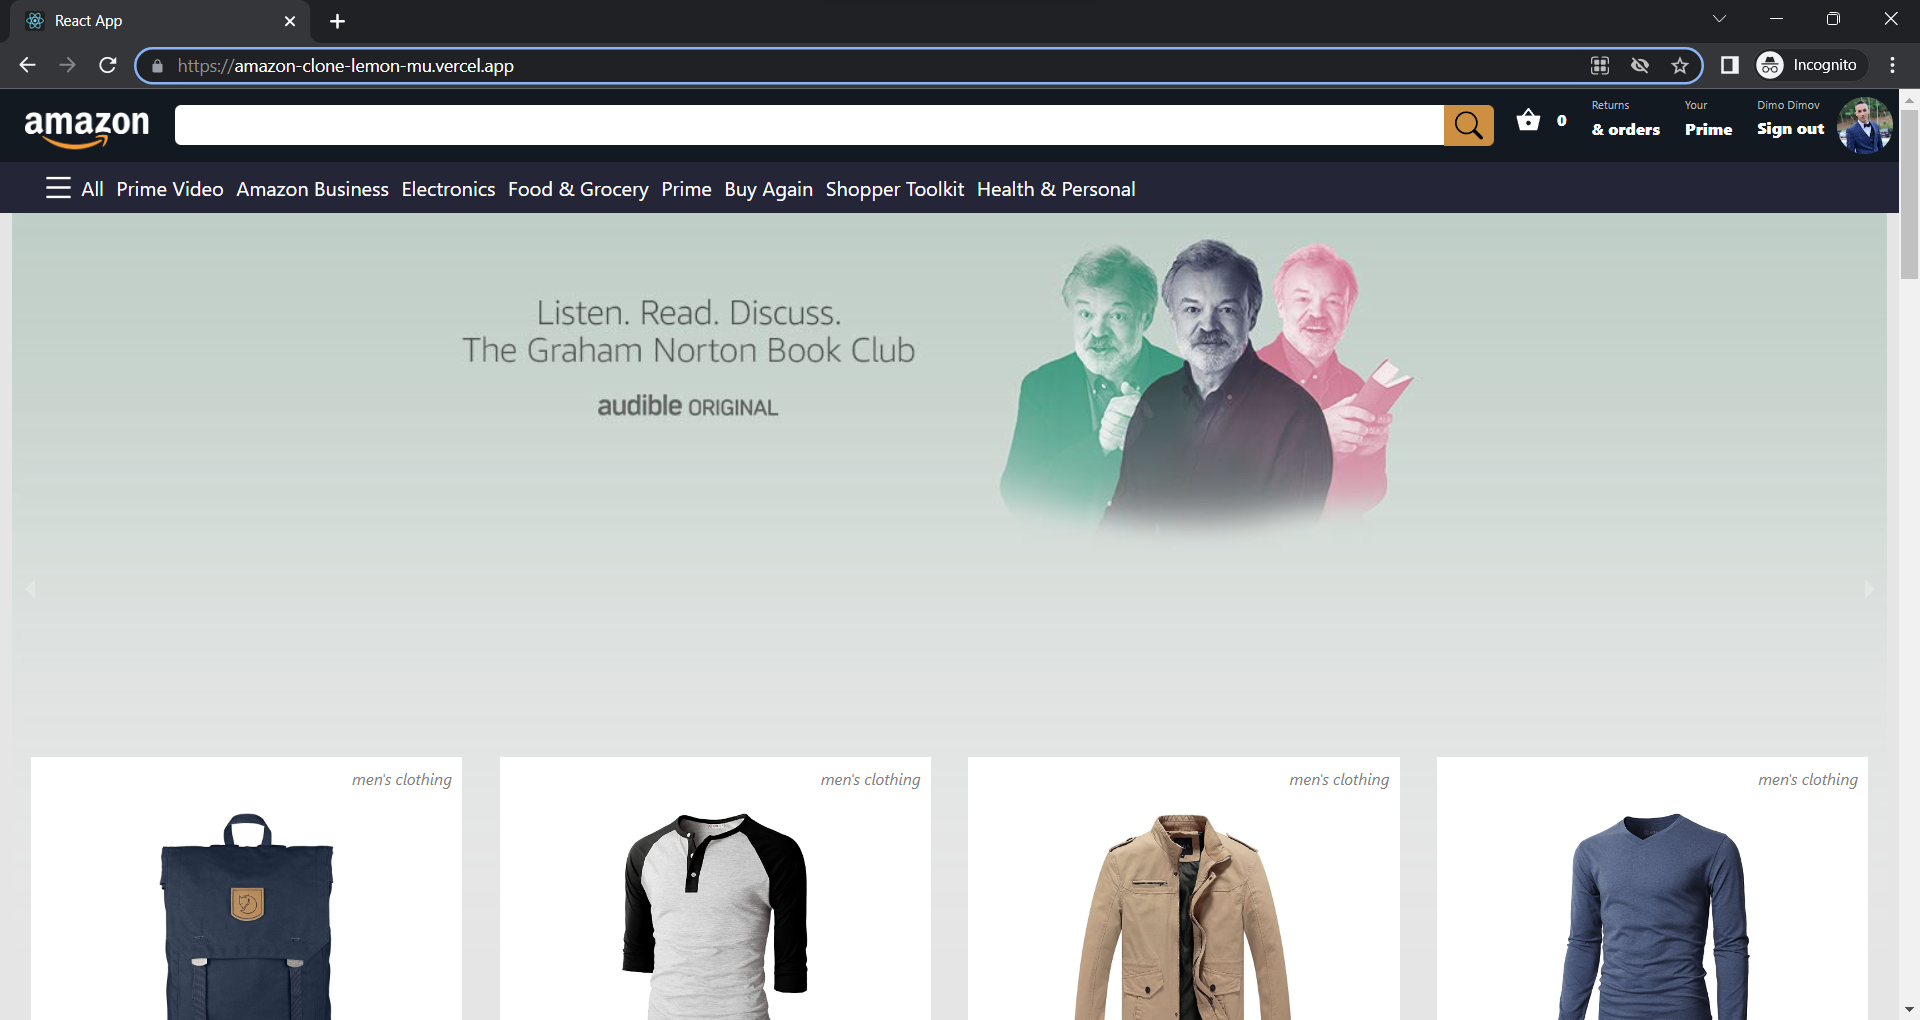 React App
https://amazon-clone-lemon-mu.vercel.app
Incognito
amazon
0
Returns
& orders
Your
Prime
Dimo Dimov
Sign out
All Prime Video Amazon Business Electronics Food & Grocery Prime Buy Again Shopper Toolkit Health & Personal
Listen. Read. Discuss.
The Graham Norton Book Club
audible ORIGINAL
men's clothing
men's clothing
men's clothing
men's clothing